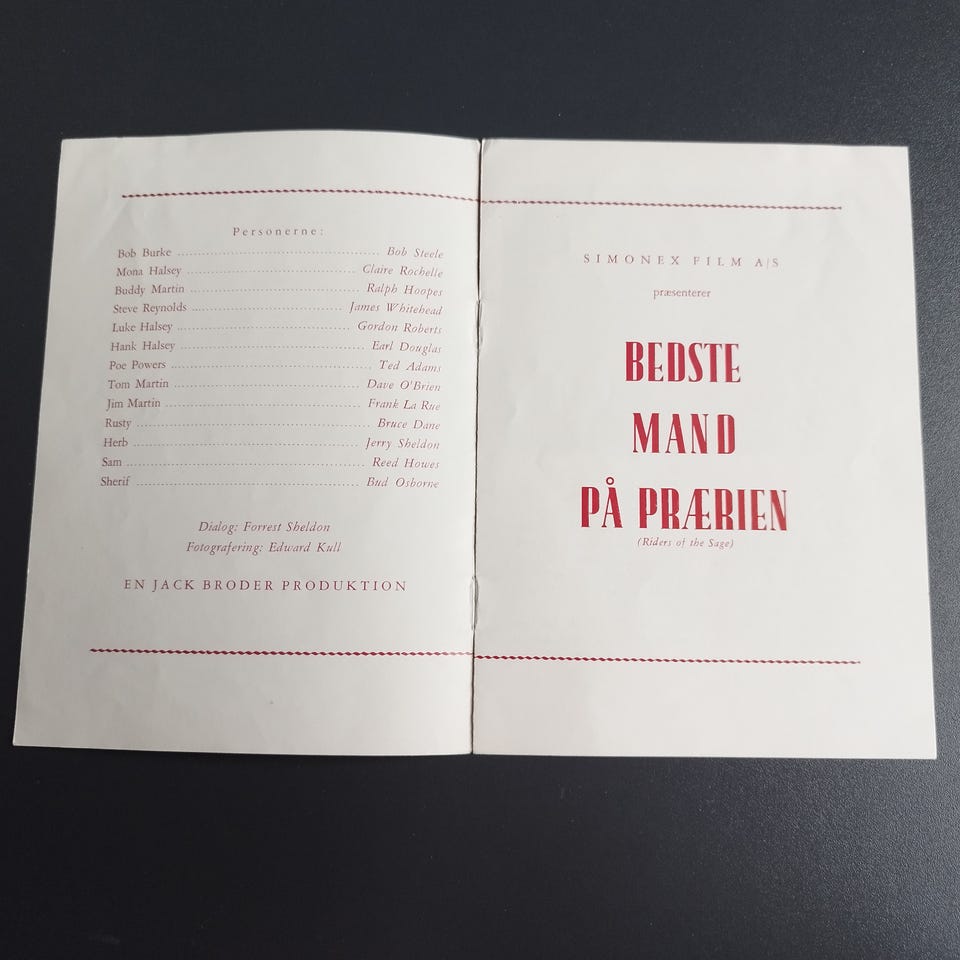 Personerne:
Bob Burke ........ Bob Steele
Mona Halsey ........ Claire Rochelle
Buddy Martin ........ Ralph Hoopes
Steve Reynolds ........ James Whitehead
Luke Halsey ........ Gordon Roberts
Hank Halsey ........ Earl Douglas
Poe Powers ........ Ted Adams
Tom Martin ........ Dave O'Brien
Jim Martin ........ Frank La Rue
Rusty ........ Bruce Dane
Herb ........ Jerry Sheldon
Sam ........ Reed Howes
Sherif ........ Bud Osborne
Dialog: Forrest Sheldon
Fotografering: Edward Kull
EN JACK BRODER PRODUKTION
SIMONEX FILM A/S
præsenterer
BEDSTE
MAND
PÅ PRÆRIEN
(Riders of the Sage)